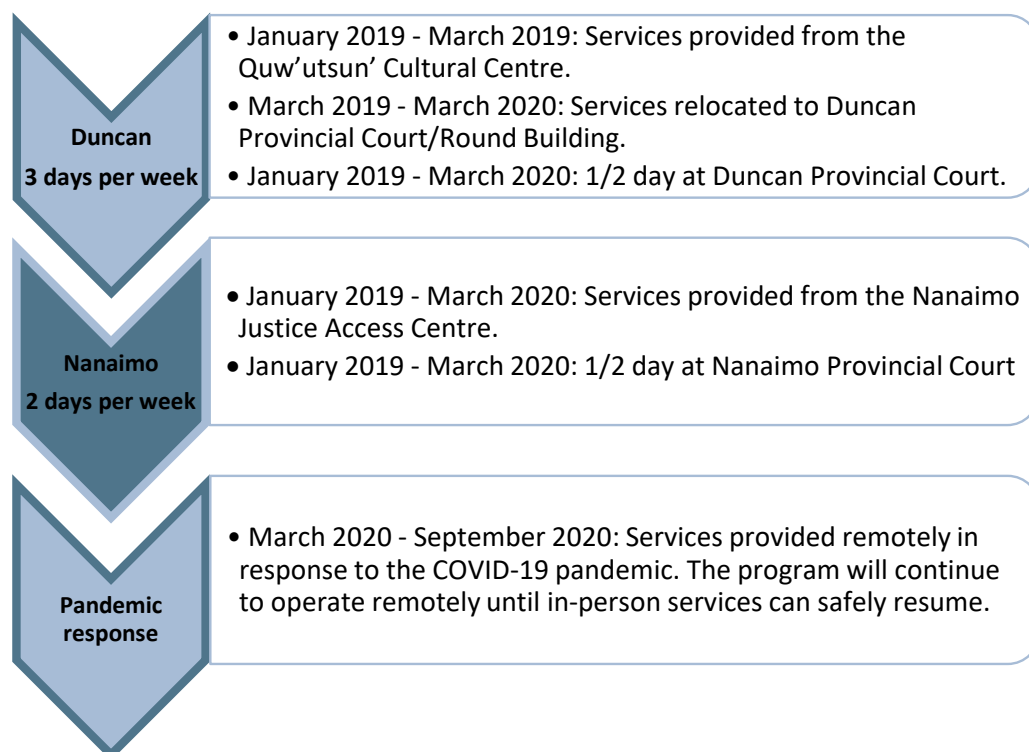 Duncan
3 days per week
• January 2019 - March 2019: Services provided from the
Quw’utsun’ Cultural Centre.
• March 2019 - March 2020: Services relocated to Duncan
Provincial Court/Round Building.
• January 2019 - March 2020: 1/2 day at Duncan Provincial Court.
Nanaimo
2 days per week
• January 2019 - March 2020: Services provided from the Nanaimo
Justice Access Centre.
• January 2019 - March 2020: 1/2 day at Nanaimo Provincial Court
Pandemic
response
• March 2020 - September 2020: Services provided remotely in
response to the COVID-19 pandemic. The program will continue
to operate remotely until in-person services can safely resume.